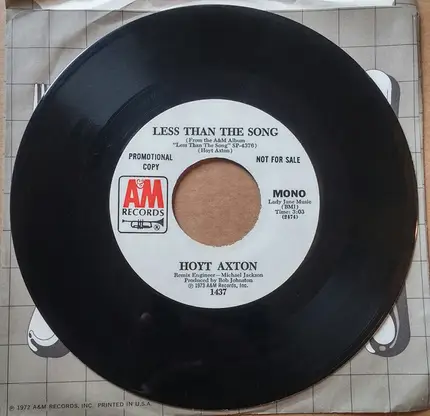 LESS THAN THE SONG
(From the A&M Album
"Less Than The Song" SP-4376)
(Hoyt Axton)
PROMOTIONAL
COPY
NOT FOR SALE
A&M
RECORDS
MONO
Lady Jane Music
(BMI)
Time: 3:03
(2474)
HOYT AXTON
Remix Engineer—Michael Jackson
Produced by Bob Johnston
℗ 1973 A&M Records, Inc.
1437
℗ 1973 A&M RECORDS, INC. PRINTED IN U.S.A.